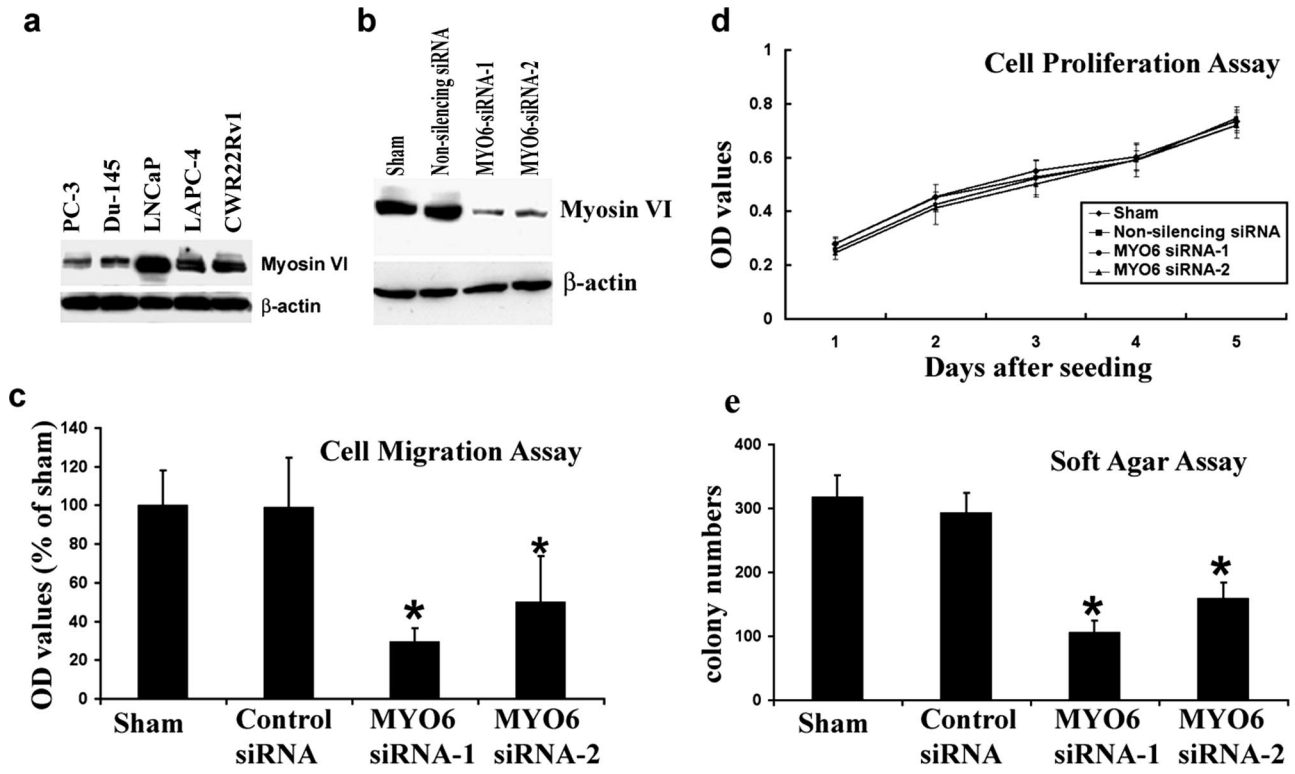 a
PC-3
Du-145
LNCaP
LAPC-4
CWR22Rv1
Myosin VI
β-actin
b
Sham
Non-silencing siRNA
MYO6-siRNA-1
MYO6-siRNA-2
Myosin VI
β-actin
c
Cell Migration Assay
OD values (% of sham)
140
120
100
80
60
40
20
0
*
*
Sham
Control siRNA
MYO6 siRNA-1
MYO6 siRNA-2
d
Cell Proliferation Assay
OD values
1
0.8
0.6
0.4
0.2
0
Sham
Non-silencing siRNA
MYO6 siRNA-1
MYO6 siRNA-2
1 2 3 4 5
Days after seeding
e
Soft Agar Assay
colony numbers
400
300
200
100
0
*
*
Sham
Control siRNA
MYO6 siRNA-1
MYO6 siRNA-2